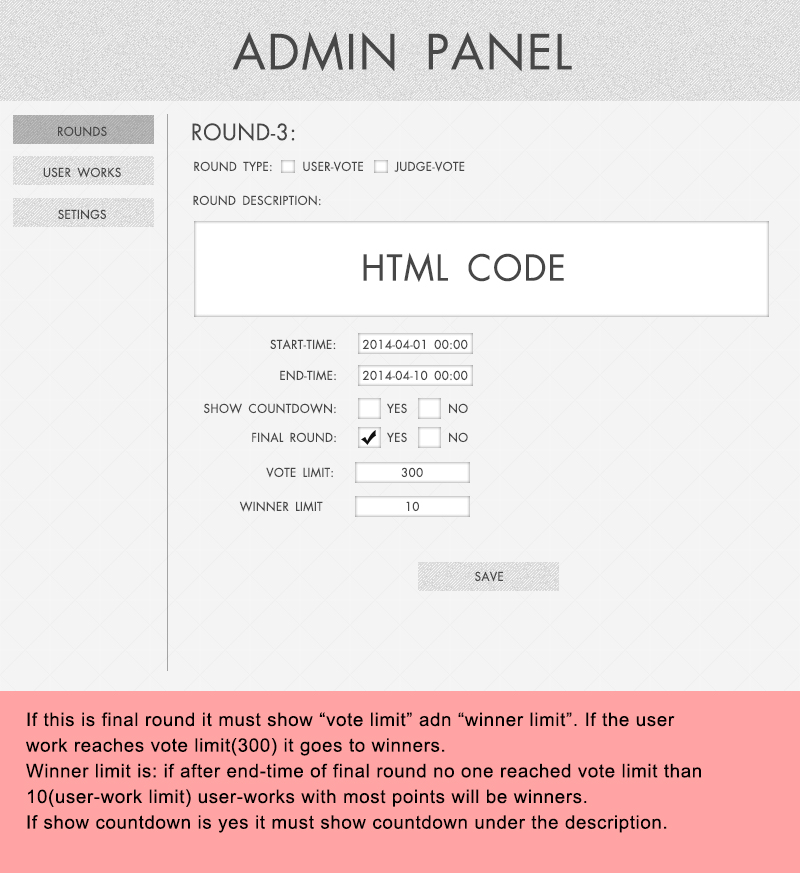 ADMIN PANEL
ROUNDS
USER WORKS
SETINGS
ROUND-3:
ROUND TYPE: USER-VOTE JUDGE-VOTE
ROUND DESCRIPTION:
HTML CODE
START-TIME: 2014-04-01 00:00
END-TIME: 2014-04-10 00:00
SHOW COUNTDOWN: YES NO
FINAL ROUND: YES NO
VOTE LIMIT: 300
WINNER LIMIT 10
SAVE
If this is final round it must show “vote limit” adn “winner limit”. If the user
work reaches vote limit(300) it goes to winners.
Winner limit is: if after end-time of final round no one reached vote limit than
10(user-work limit) user-works with most points will be winners.
If show countdown is yes it must show countdown under the description.